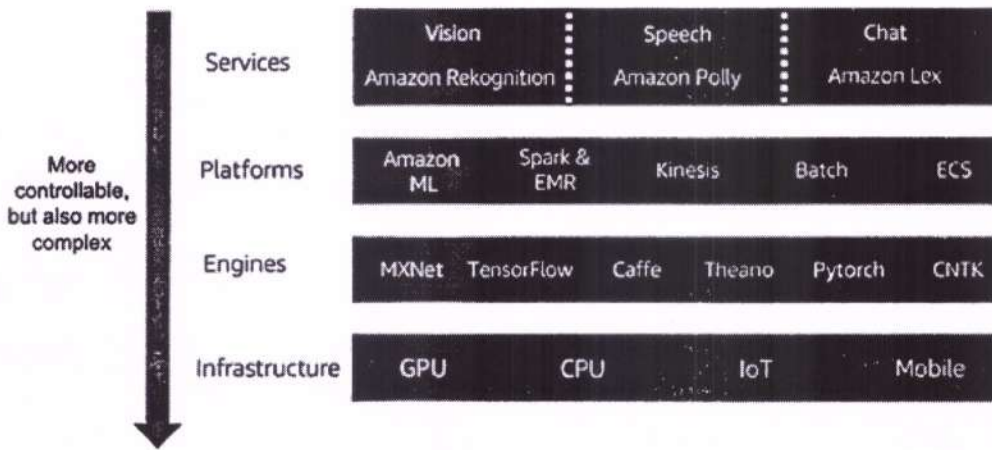 Services
Vision Speech Chat
Amazon Rekognition Amazon Polly Amazon Lex
More
controllable,
but also more
complex
Platforms
Amazon
ML
Spark &
EMR
Kinesis Batch ECS
Engines
MXNet TensorFlow Caffe Theano Pytorch CNTK
Infrastructure
GPU CPU IoT Mobile